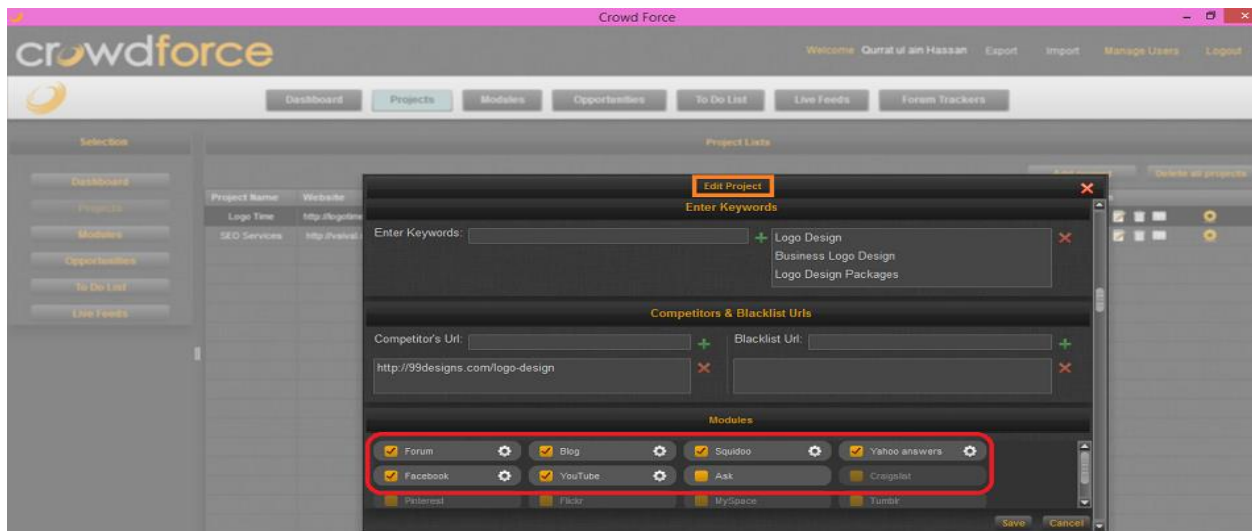 Crowd Force
crowdforce
Welcome Qurrat ul ain Hassan Export Import Manage Users Logout
Dashboard Projects Modules Opportunities To Do List Live Feeds Forum Trackers
Selection
Project Lists
Dashboard
Projects
Modules
Opportunities
To Do List
Live Feeds
Delete all projects
Project Name Website
Logo Time
SEO Services
Edit Project
Enter Keywords
Enter Keywords:
Logo Design
Business Logo Design
Logo Design Packages
Competitors & Blacklist Urls
Competitor's Url: Blacklist Url:
http://99designs.com/logo-design
Modules
Forum Blog Squidoo Yahoo answers
Facebook YouTube Ask Craigslist
Pinterest Flickr MySpace Tumblr
Save Cancel